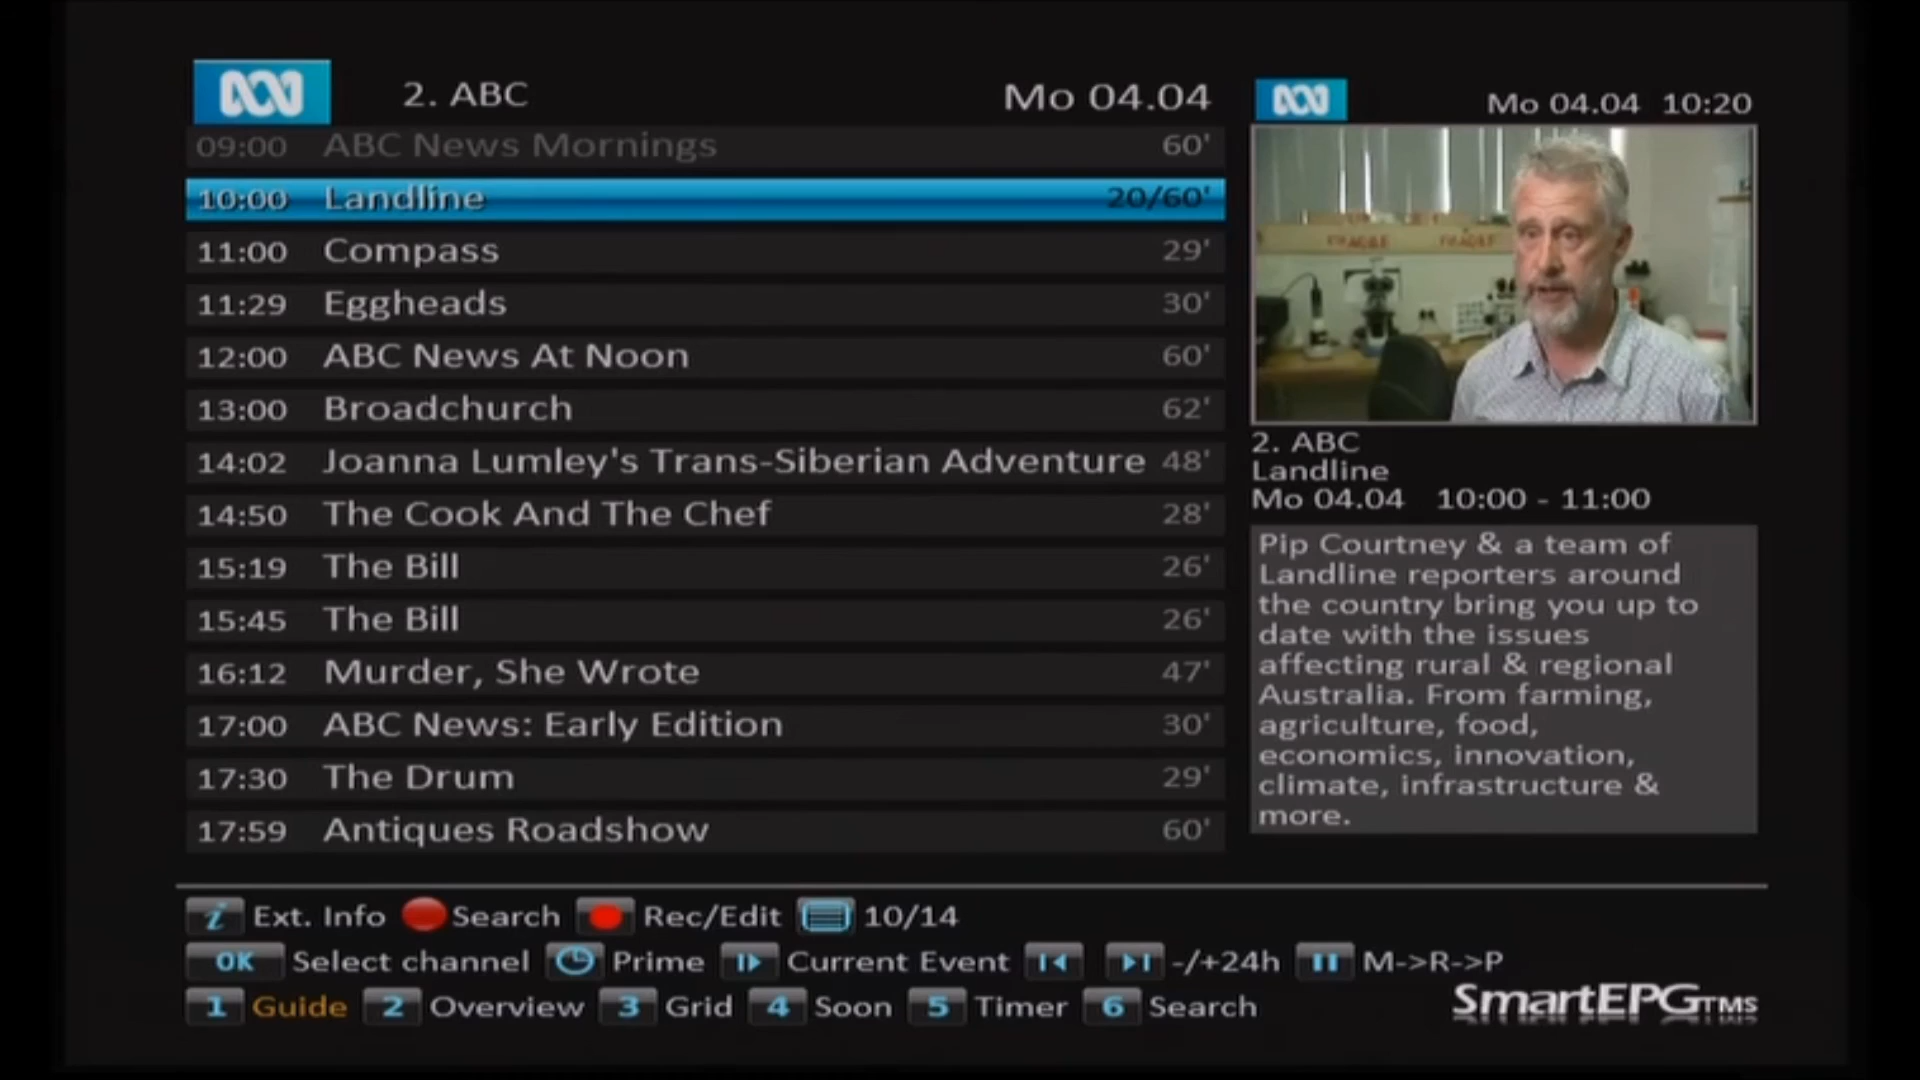 2. ABC Mo 04.04
Mo 04.04 10:20
09:00 ABC News Mornings 60'
10:00 Landline 20/60'
11:00 Compass 29'
11:29 Eggheads 30'
12:00 ABC News At Noon 60'
13:00 Broadchurch 62'
14:02 Joanna Lumley's Trans-Siberian Adventure 48'
14:50 The Cook And The Chef 28'
15:19 The Bill 26'
15:45 The Bill 26'
16:12 Murder, She Wrote 47'
17:00 ABC News: Early Edition 30'
17:30 The Drum 29'
17:59 Antiques Roadshow 60'
FRAGILE FRAGILE
2. ABC
Landline
Mo 04.04 10:00 - 11:00
Pip Courtney & a team of
Landline reporters around
the country bring you up to
date with the issues
affecting rural & regional
Australia. From farming,
agriculture, food,
economics, innovation,
climate, infrastructure &
more.
i Ext. Info Search Rec/Edit 10/14
OK Select channel Prime Current Event -/+24h M->R->P
1 Guide 2 Overview 3 Grid 4 Soon 5 Timer 6 Search
SmartEPG TMS